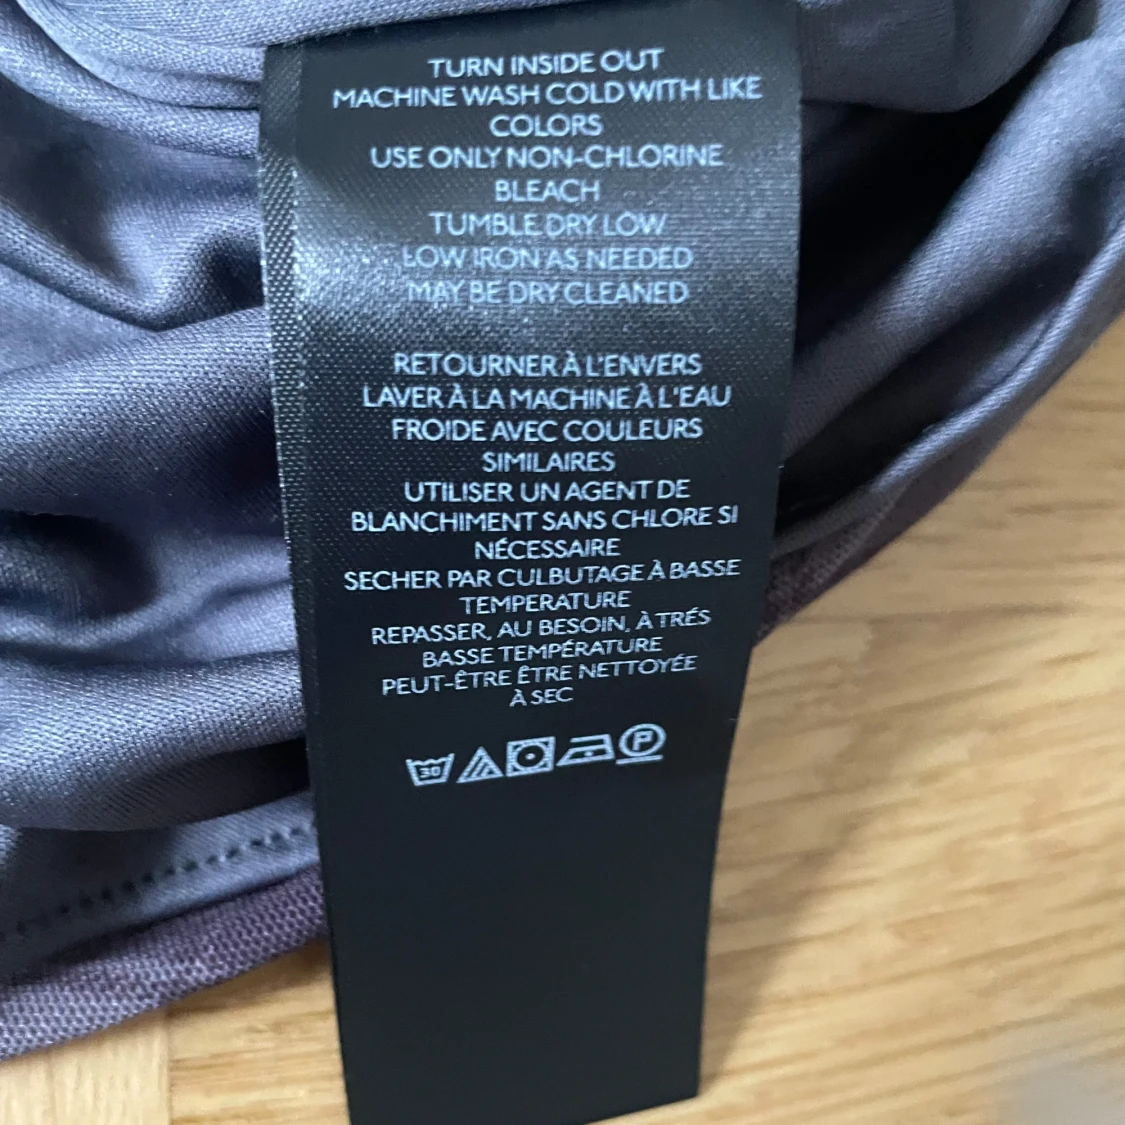 TURN INSIDE OUT
MACHINE WASH COLD WITH LIKE
COLORS
USE ONLY NON-CHLORINE
BLEACH
TUMBLE DRY LOW
LOW IRON AS NEEDED
MAY BE DRY CLEANED
RETOURNER À L'ENVERS
LAVER À LA MACHINE À L'EAU
FROIDE AVEC COULEURS
SIMILAIRES
UTILISER UN AGENT DE
BLANCHIMENT SANS CHLORE SI
NÉCESSAIRE
SECHER PAR CULBUTAGE À BASSE
TEMPERATURE
REPASSER, AU BESOIN, À TRÉS
BASSE TEMPÉRATURE
PEUT-ÊTRE ÊTRE NETTOYÉE
À SEC
30 P